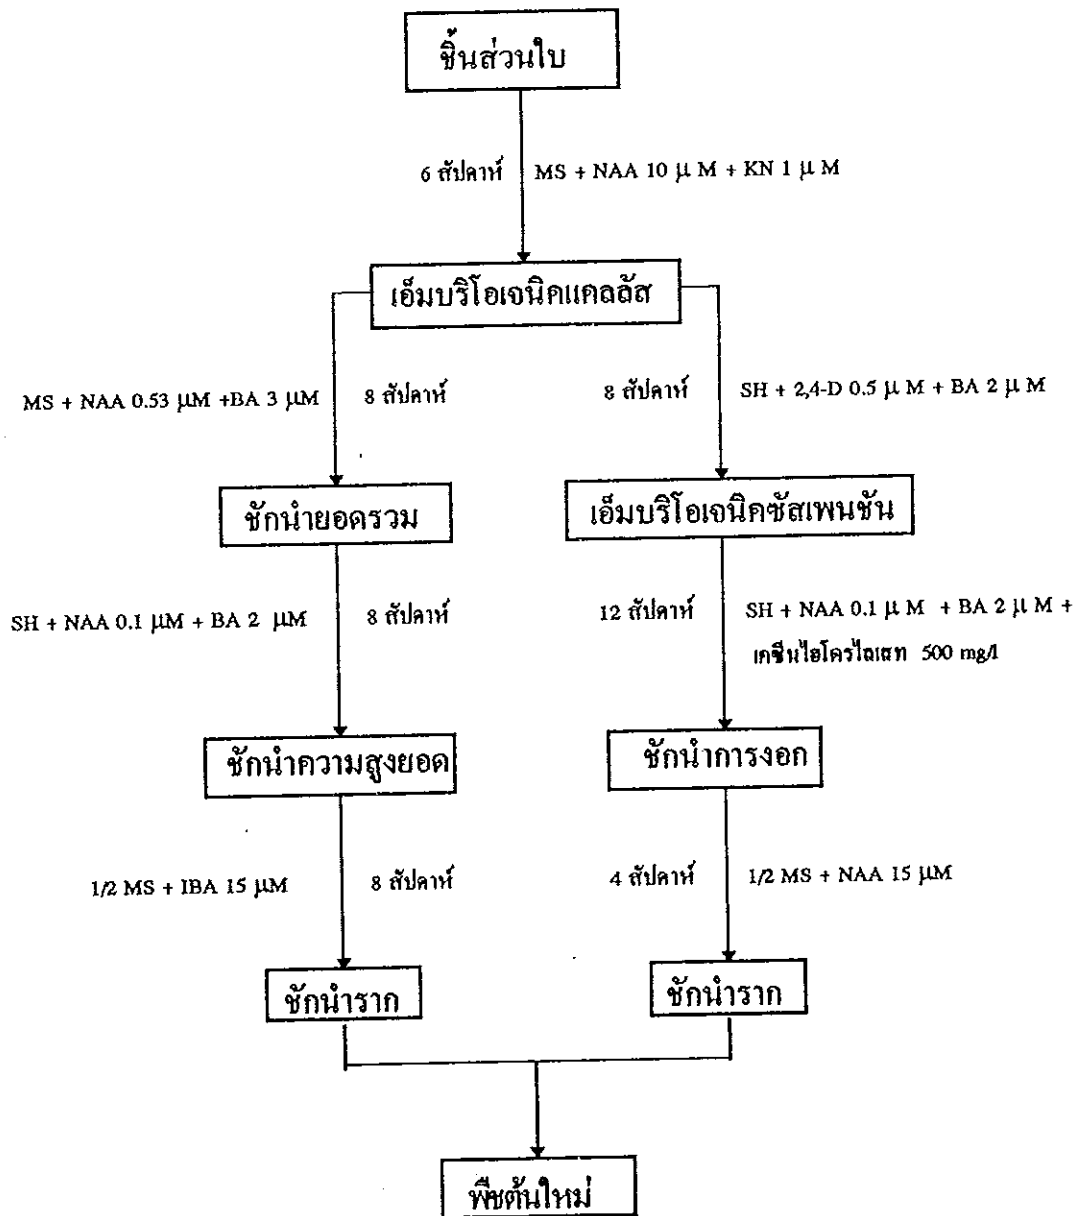 ชิ้นส่วนใบ
6 สัปดาห์ MS + NAA 10 μ M + KN 1 μ M
เอ็มบริโอเจนิคแคลลัส
MS + NAA 0.53 μM +BA 3 μM 8 สัปดาห์
8 สัปดาห์ SH + 2,4-D 0.5 μ M + BA 2 μ M
ชักนำยอดรวม
เอ็มบริโอเจนิคซัสเพนชัน
SH + NAA 0.1 μM + BA 2 μM 8 สัปดาห์
12 สัปดาห์ SH + NAA 0.1 μ M + BA 2 μ M +
เคซีนไฮโดรไลเสท 500 mg/l
ชักนำความสูงยอด
ชักนำการงอก
1/2 MS + IBA 15 μM 8 สัปดาห์
4 สัปดาห์ 1/2 MS + NAA 15 μM
ชักนำราก
ชักนำราก
พืชต้นใหม่